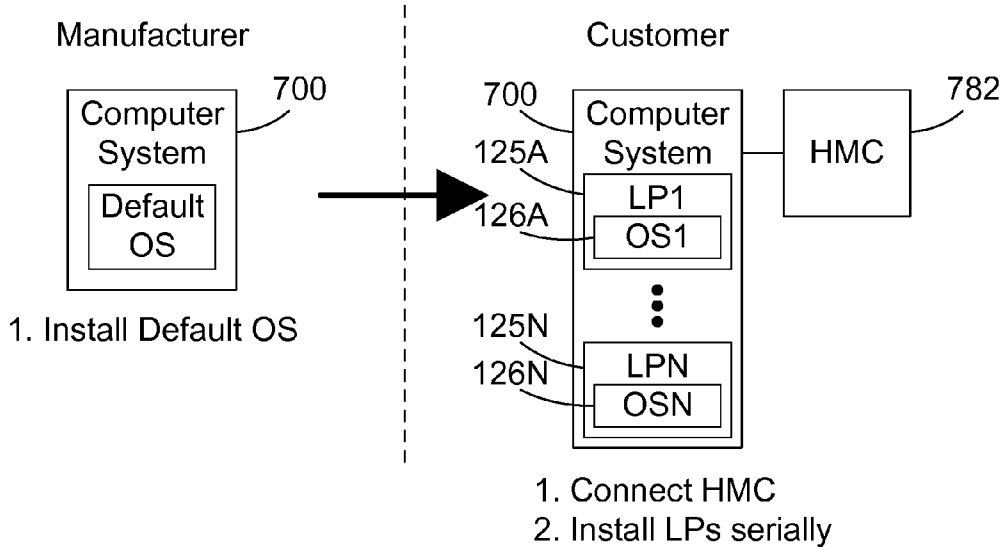 Manufacturer
700
Computer
System
Default
OS
1. Install Default OS
Customer
700
Computer
System
125A
LP1
126A
OS1
125N
LPN
126N
OSN
782
HMC
1. Connect HMC
2. Install LPs serially